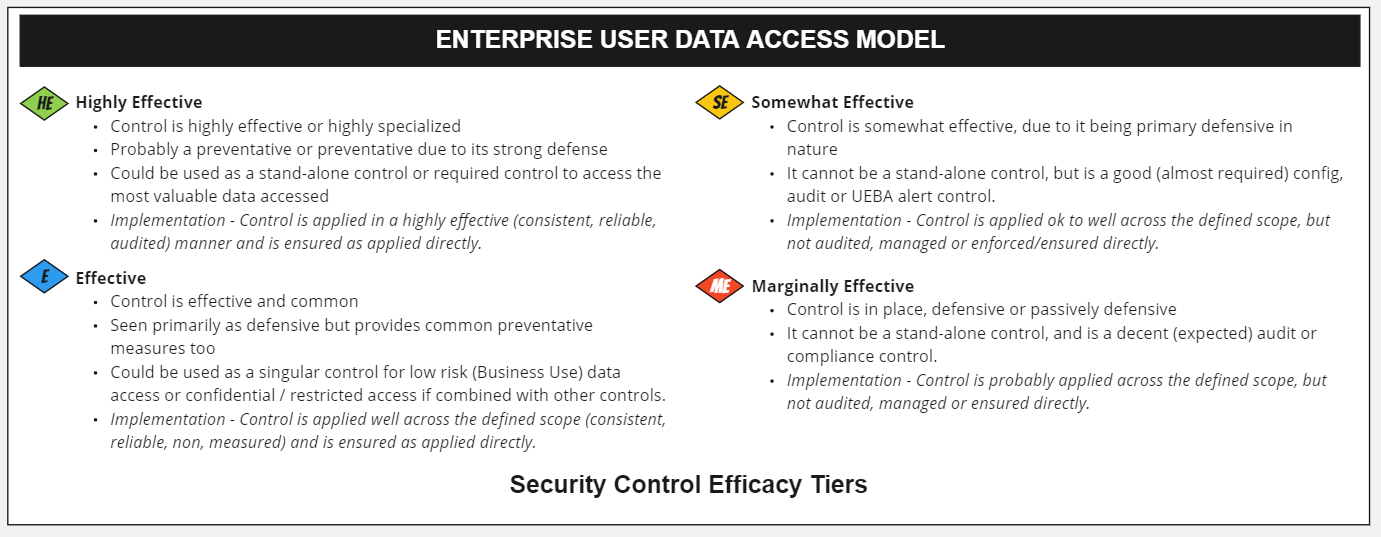 ENTERPRISE USER DATA ACCESS MODEL
HE
Highly Effective
• Control is highly effective or highly specialized
• Probably a preventative or preventative due to its strong defense
• Could be used as a stand-alone control or required control to access the
most valuable data accessed
• Implementation - Control is applied in a highly effective (consistent, reliable,
audited) manner and is ensured as applied directly.
E
Effective
• Control is effective and common
• Seen primarily as defensive but provides common preventative
measures too
• Could be used as a singular control for low risk (Business Use) data
access or confidential / restricted access if combined with other controls.
• Implementation - Control is applied well across the defined scope (consistent,
reliable, non, measured) and is ensured as applied directly.
SE
Somewhat Effective
• Control is somewhat effective, due to it being primary defensive in
nature
• It cannot be a stand-alone control, but is a good (almost required) config,
audit or UEBA alert control.
• Implementation - Control is applied ok to well across the defined scope, but
not audited, managed or enforced/ensured directly.
ME
Marginally Effective
• Control is in place, defensive or passively defensive
• It cannot be a stand-alone control, and is a decent (expected) audit or
compliance control.
• Implementation - Control is probably applied across the defined scope, but
not audited, managed or ensured directly.
Security Control Efficacy Tiers